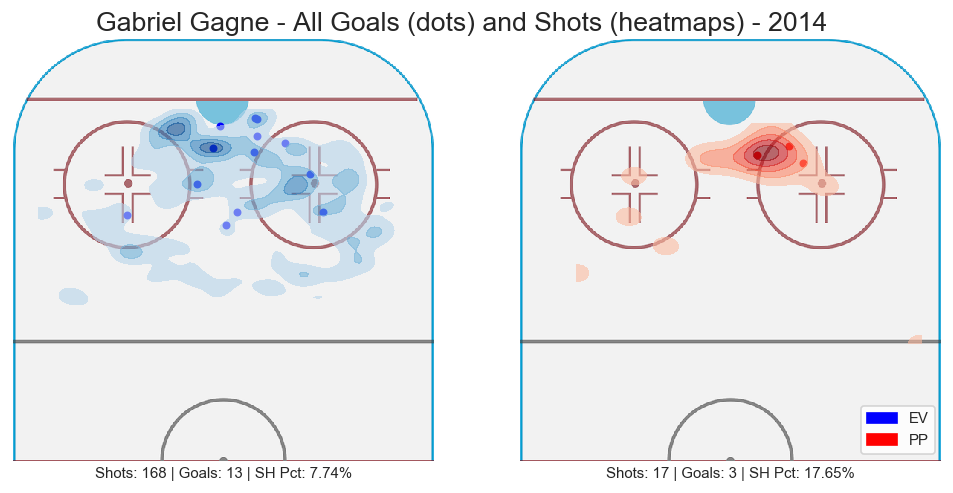 Gabriel Gagne - All Goals (dots) and Shots (heatmaps) - 2014
EV
PP
Shots: 168 | Goals: 13 | SH Pct: 7.74%
Shots: 17 | Goals: 3 | SH Pct: 17.65%